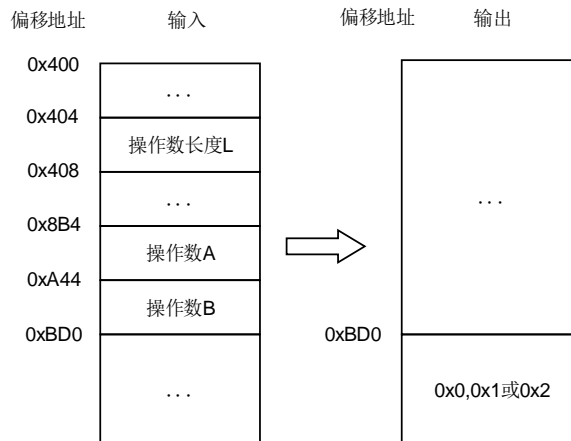 偏移地址 输入 偏移地址 输出
0x400
...
0x404
操作数长度L
0x408
...
...
0x8B4
操作数A
0xA44
操作数B
0xBD0 0xBD0
... 0x0,0x1或0x2